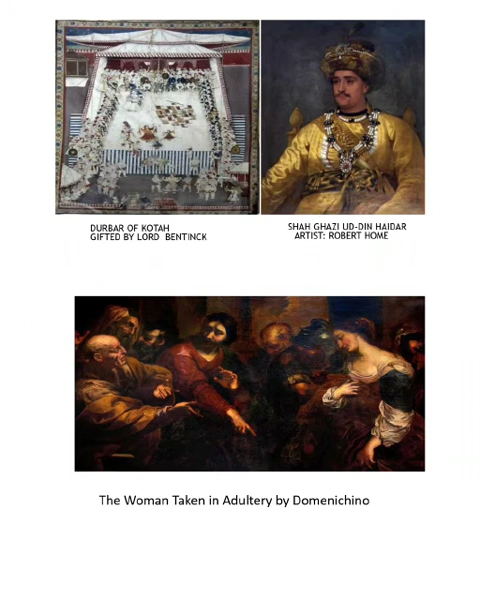 DURBAR OF KOTAH
GIFTED BY LORD BENTINCK
SHAH GHAZI UD-DIN HAIDAR
ARTIST: ROBERT HOME
The Woman Taken in Adultery by Domenichino